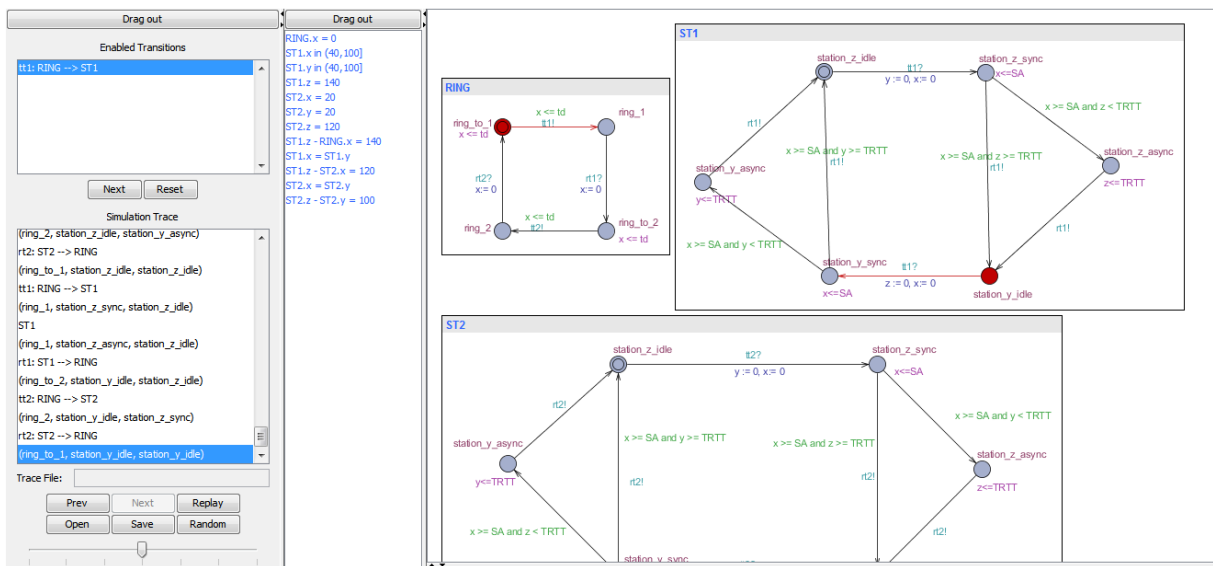 Drag out
Enabled Transitions
tt1: RING --> ST1
Next
Reset
Simulation Trace
(ring_2, station_z_idle, station_y_async)
rt2: ST2 --> RING
(ring_to_1, station_z_idle, station_z_idle)
tt1: RING --> ST1
(ring_1, station_z_sync, station_z_idle)
ST1
(ring_1, station_z_async, station_z_idle)
rt1: ST1 --> RING
(ring_to_2, station_y_idle, station_z_idle)
tt2: RING --> ST2
(ring_2, station_y_idle, station_z_sync)
rt2: ST2 --> RING
(ring_to_1, station_y_idle, station_y_idle)
Trace File:
Prev
Next
Replay
Open
Save
Random
Drag out
RING.x = 0
ST1.x in (40,100]
ST1.y in (40,100]
ST1.z = 140
ST2.x = 20
ST2.y = 20
ST2.z = 120
ST1.z - RING.x = 140
ST1.x = ST1.y
ST1.z - ST2.x = 120
ST2.x = ST2.y
ST2.z - ST2.y = 100
RING
x <= td
ring_to_1
tt1!
ring_1
x <= td
rt2?
x:= 0
rt1?
x:= 0
x <= td
ring_2
tt2!
ring_to_2
x <= td
ST1
station_z_idle
tt1?
y := 0, x:= 0
station_z_sync
x<=SA
rt1!
x >= SA and z < TRTT
x >= SA and y >= TRTT
rt1!
x >= SA and z >= TRTT
rt1!
station_z_async
z<=TRTT
station_y_async
y<=TRTT
rt1!
x >= SA and y < TRTT
station_y_sync
x<=SA
tt1?
z := 0, x:= 0
station_y_idle
ST2
station_z_idle
tt2?
y := 0, x:= 0
station_z_sync
x<=SA
rt2!
x >= SA and y < TRTT
x >= SA and y >= TRTT
x >= SA and z >= TRTT
station_y_async
y<=TRTT
rt2!
rt2!
station_z_async
z<=TRTT
x >= SA and z < TRTT
rt2!
station_y_sync